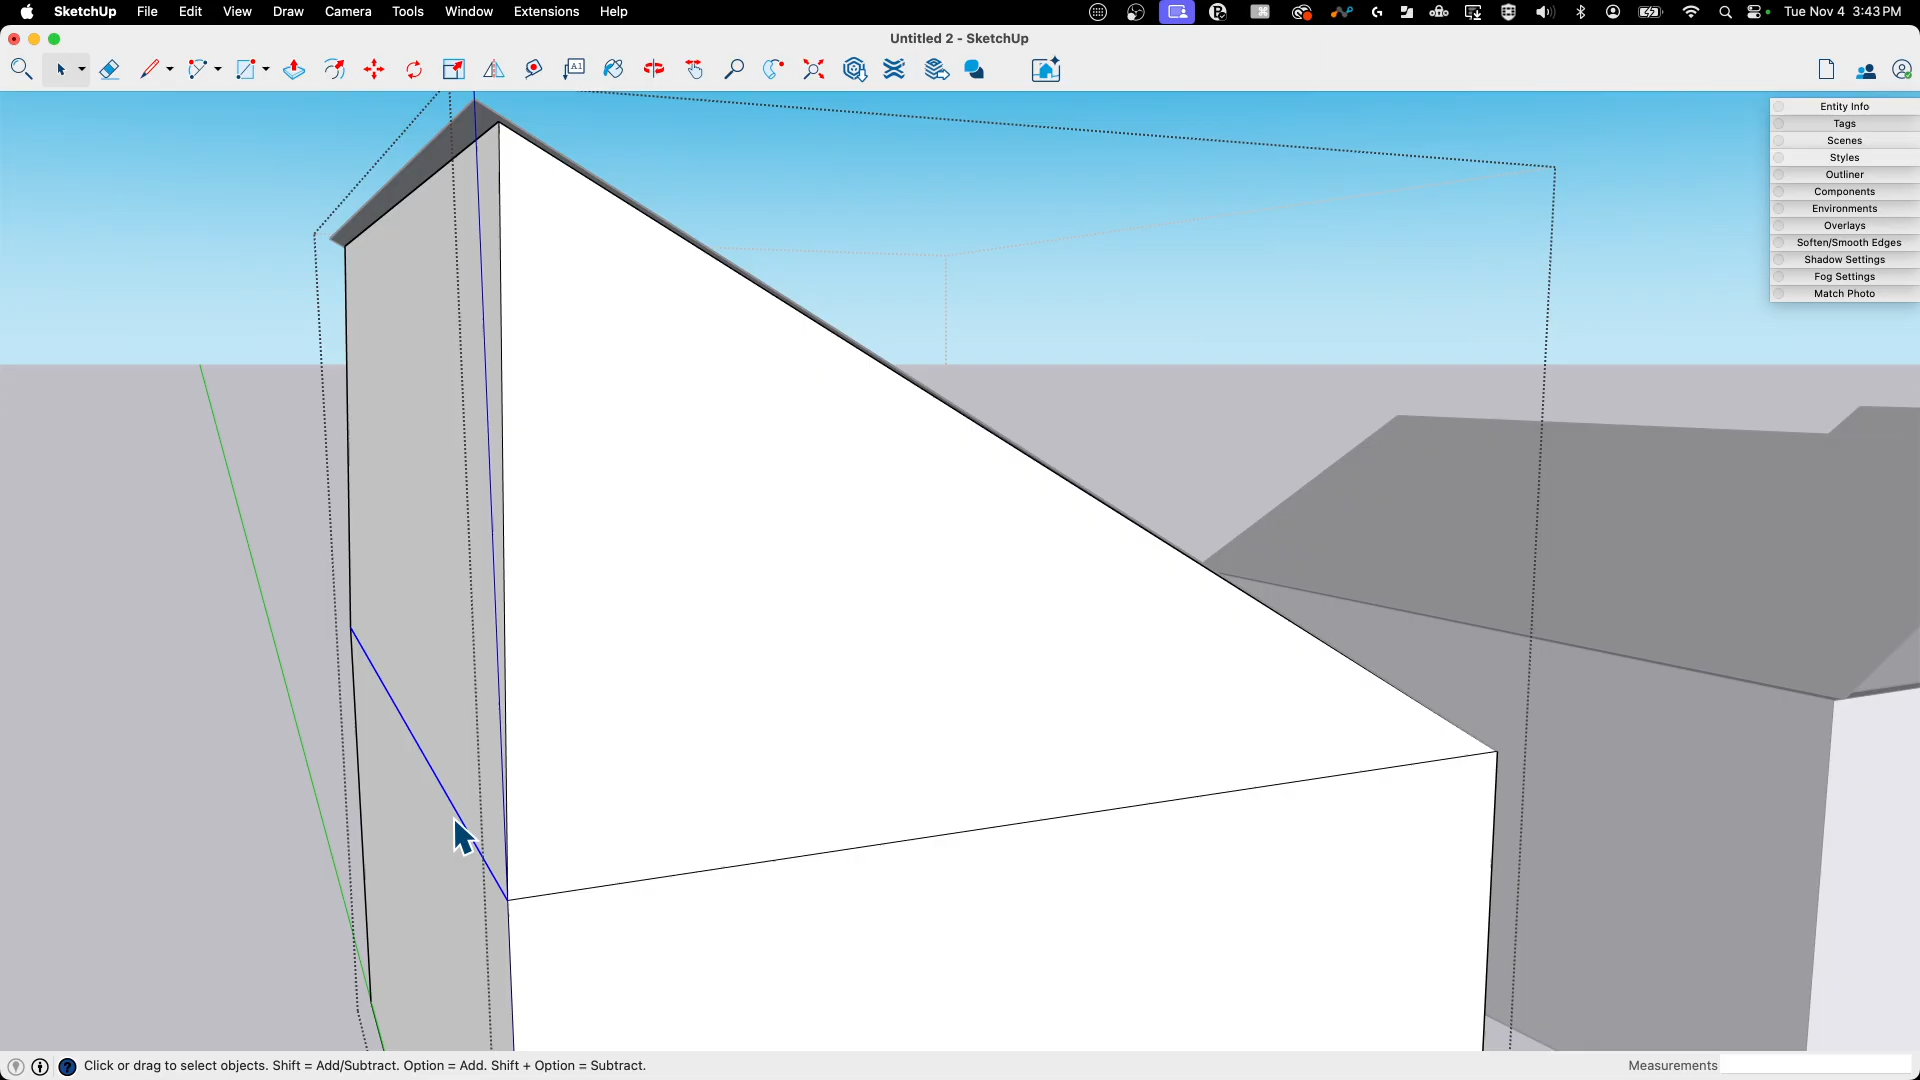 SketchUp File Edit View Draw Camera Tools Window Extensions Help Tue Nov 4 3:43 PM
Untitled 2 - SketchUp
A1
Entity Info
Tags
Scenes
Styles
Outliner
Components
Environments
Overlays
Soften/Smooth Edges
Shadow Settings
Fog Settings
Match Photo
Click or drag to select objects. Shift = Add/Subtract. Option = Add. Shift + Option = Subtract. Measurements